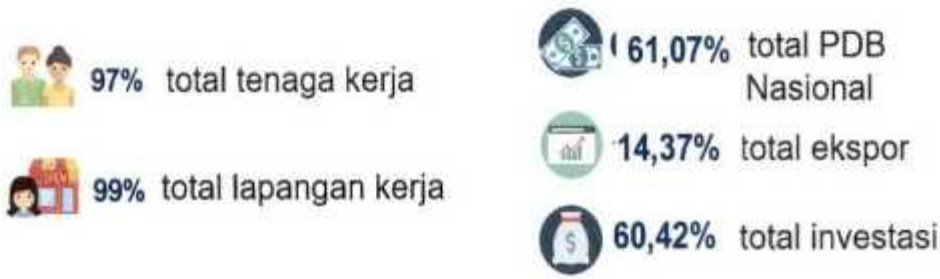 97% total tenaga kerja
99% total lapangan kerja
61,07% total PDB
Nasional
14,37% total ekspor
60,42% total investasi